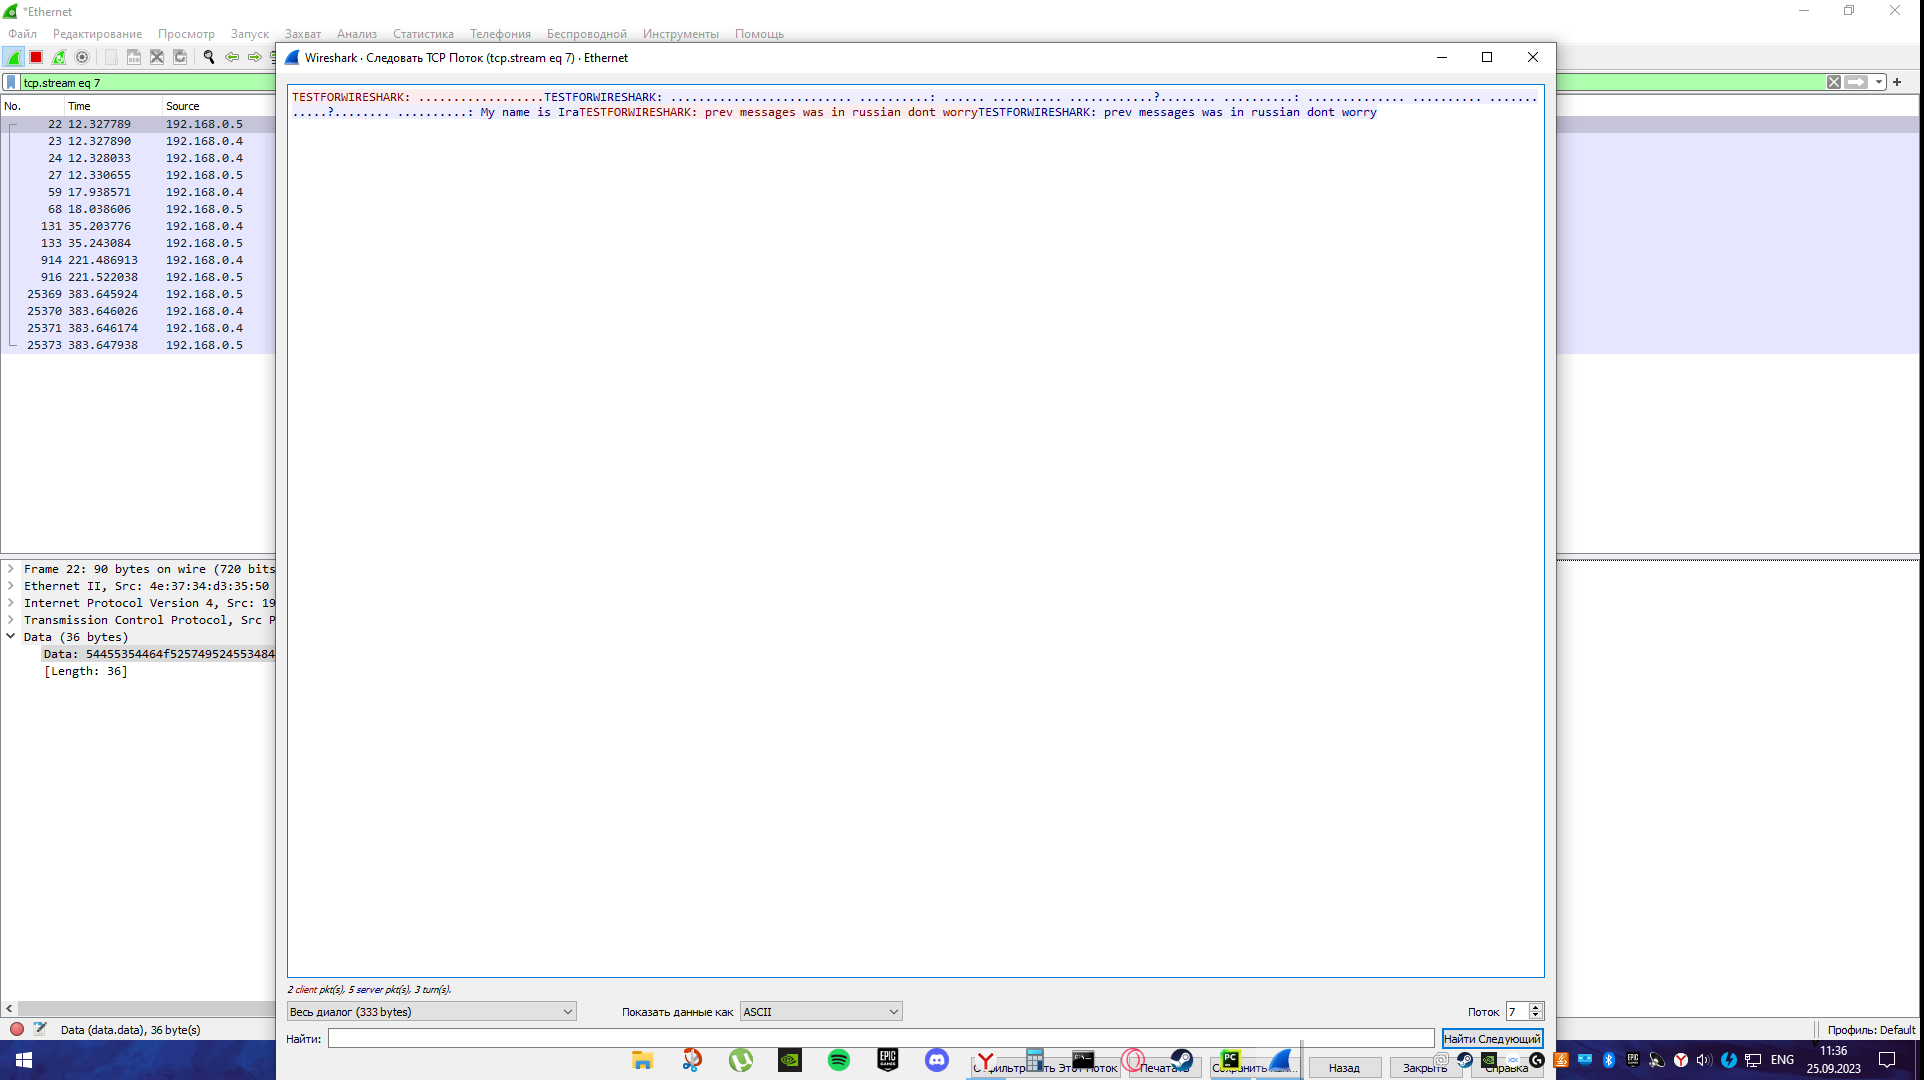 *Ethernet
Файл Редактирование Просмотр Запуск Захват Анализ Статистика Телефония Беспроводной Инструменты Помощь
Wireshark · Следовать TCP Поток (tcp.stream eq 7) · Ethernet
tcp.stream eq 7
No. Time Source
22 12.327789 192.168.0.5
23 12.327890 192.168.0.4
24 12.328033 192.168.0.4
27 12.330655 192.168.0.5
59 17.938571 192.168.0.4
68 18.038606 192.168.0.5
131 35.203776 192.168.0.4
133 35.243084 192.168.0.5
914 221.486913 192.168.0.4
916 221.522038 192.168.0.5
25369 383.645924 192.168.0.5
25370 383.646026 192.168.0.4
25371 383.646174 192.168.0.4
25373 383.647938 192.168.0.5
TESTFORWIRESHARK: ..................TESTFORWIRESHARK: .......................... ..........: ...... .......... ............?........ ..........: .............. .......... .......
.....?........ ..........: My name is IraTESTFORWIRESHARK: prev messages was in russian dont worryTESTFORWIRESHARK: prev messages was in russian dont worry
Frame 22: 90 bytes on wire (720 bits
Ethernet II, Src: 4e:37:34:d3:35:50
Internet Protocol Version 4, Src: 19
Transmission Control Protocol, Src P
Data (36 bytes)
Data: 54455354464f525749524553484
[Length: 36]
2 client pkt(s), 5 server pkt(s), 3 turn(s).
Весь диалог (333 bytes) Показать данные как ASCII Поток 7
Найти: Найти Следующий
Печатать Назад Закрыть Справка
Data (data.data), 36 byte(s) Профиль: Default
EPIC GAMES
PC
ENG
11:36
25.09.2023